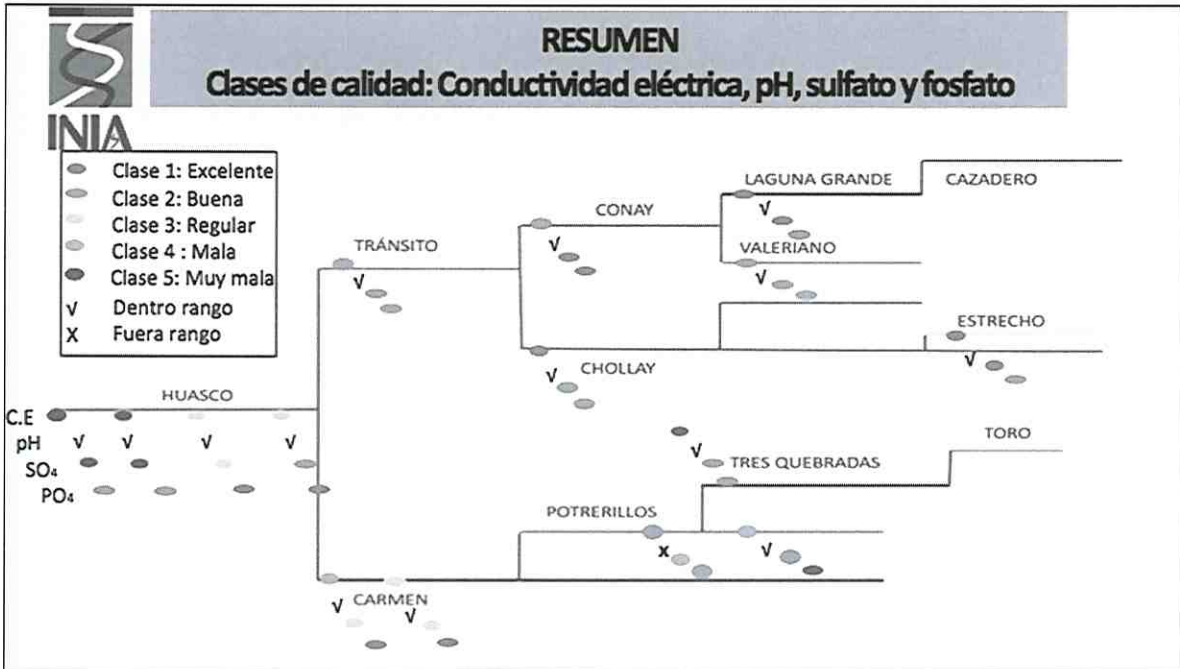 RESUMEN
Clases de calidad: Conductividad eléctrica, pH, sulfato y fosfato
INIA
Clase 1: Excelente
Clase 2: Buena
Clase 3: Regular
Clase 4 : Mala
Clase 5: Muy mala
√ Dentro rango
x Fuera rango
LAGUNA GRANDE
CAZADERO
√
CONAY
√
VALERIANO
√
TRÁNSITO
√
ESTRECHO
√
CHOLLAY
√
HUASCO
C.E
pH √ √ √ √
SO₄
PO₄
TORO
√
TRES QUEBRADAS
POTRERILLOS
x √
CARMEN
√ √